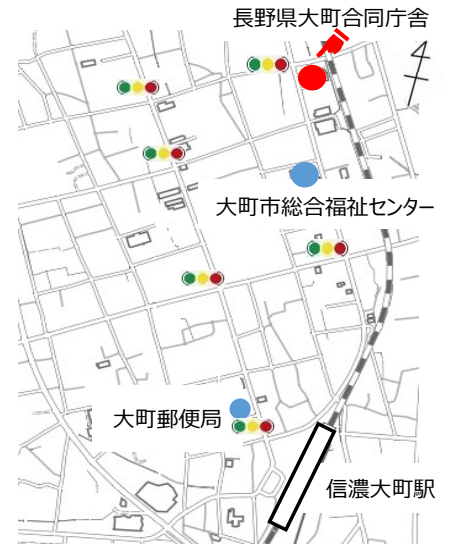 長野県大町合同庁舎
大町市総合福祉センター
大町郵便局
信濃大町駅